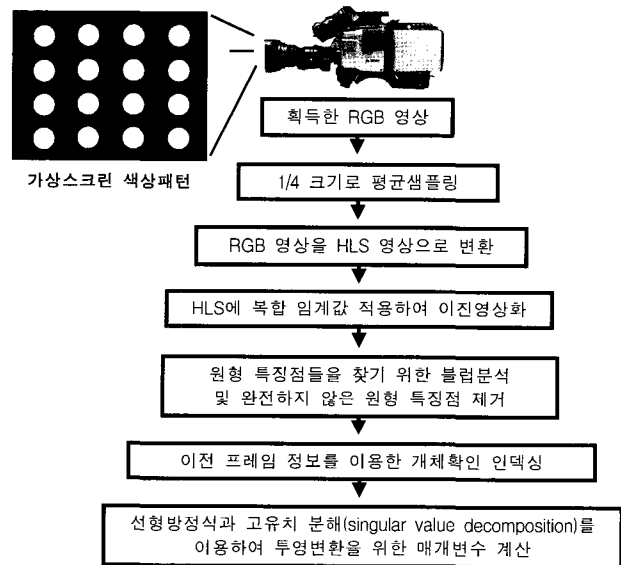 획득한 RGB 영상
가상스크린 색상패턴
1/4 크기로 평균샘플링
RGB 영상을 HLS 영상으로 변환
HLS에 복합 임계값 적용하여 이진영상화
원형 특징점들을 찾기 위한 블럽분석
및 완전하지 않은 원형 특징점 제거
이전 프레임 정보를 이용한 개체확인 인덱싱
선형방정식과 고유치 분해(singular value decomposition)를
이용하여 투영변환을 위한 매개변수 계산